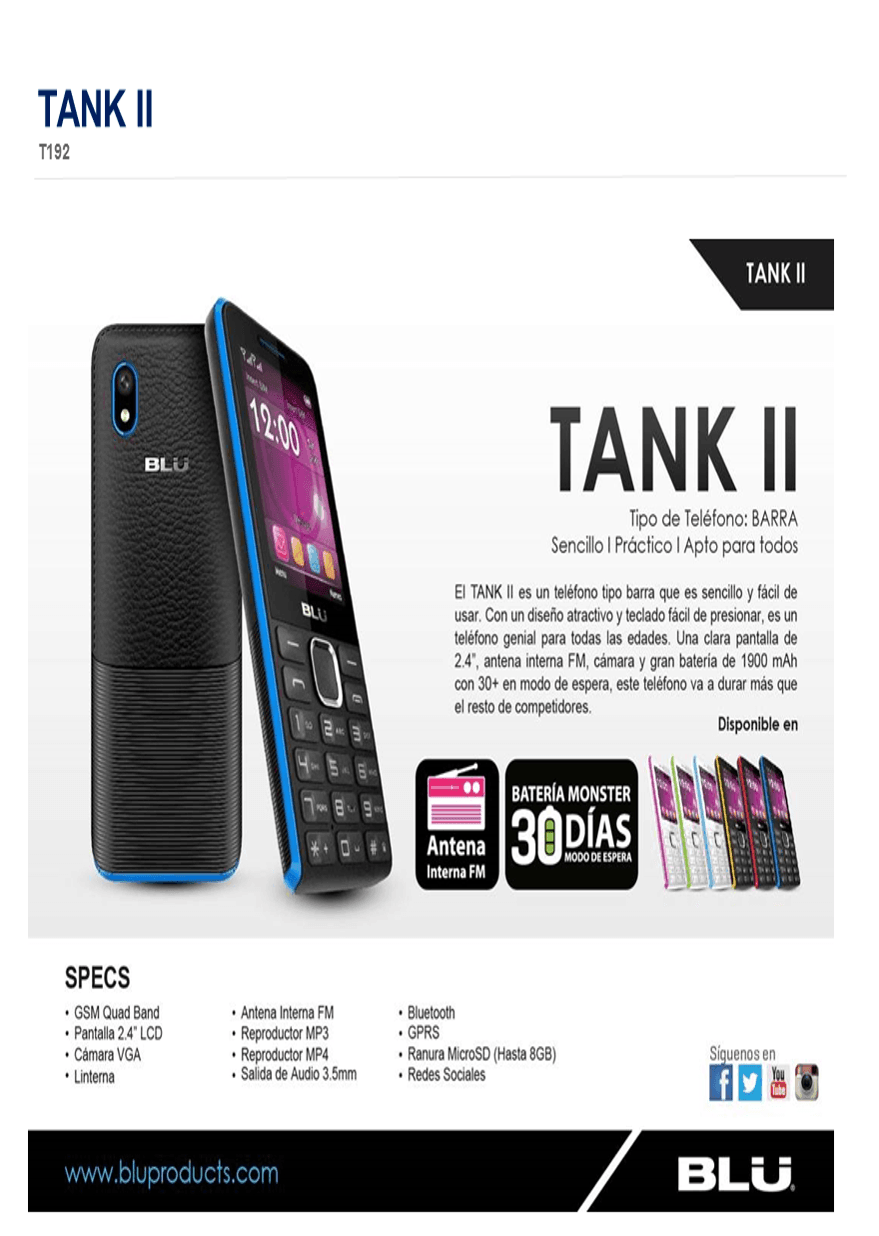 TANK II
T192
TANK II
BLU
12:00
BLU
TANK II
Tipo de Teléfono: BARRA
Sencillo I Práctico I Apto para todos
El TANK II es un teléfono tipo barra que es sencillo y fácil de
usar. Con un diseño atractivo y teclado fácil de presionar, es un
teléfono genial para todas las edades. Una clara pantalla de
2.4”, antena interna FM, cámara y gran batería de 1900 mAh
con 30+ en modo de espera, este teléfono va a durar más que
el resto de competidores.
Disponible en
Antena
Interna FM
BATERÍA MONSTER
30 DÍAS
MODO DE ESPERA
SPECS
• GSM Quad Band
• Pantalla 2.4” LCD
• Cámara VGA
• Linterna
• Antena Interna FM
• Reproductor MP3
• Reproductor MP4
• Salida de Audio 3.5mm
• Bluetooth
• GPRS
• Ranura MicroSD (Hasta 8GB)
• Redes Sociales
Síguenos en
You
Tube
www.bluproducts.com
BLU